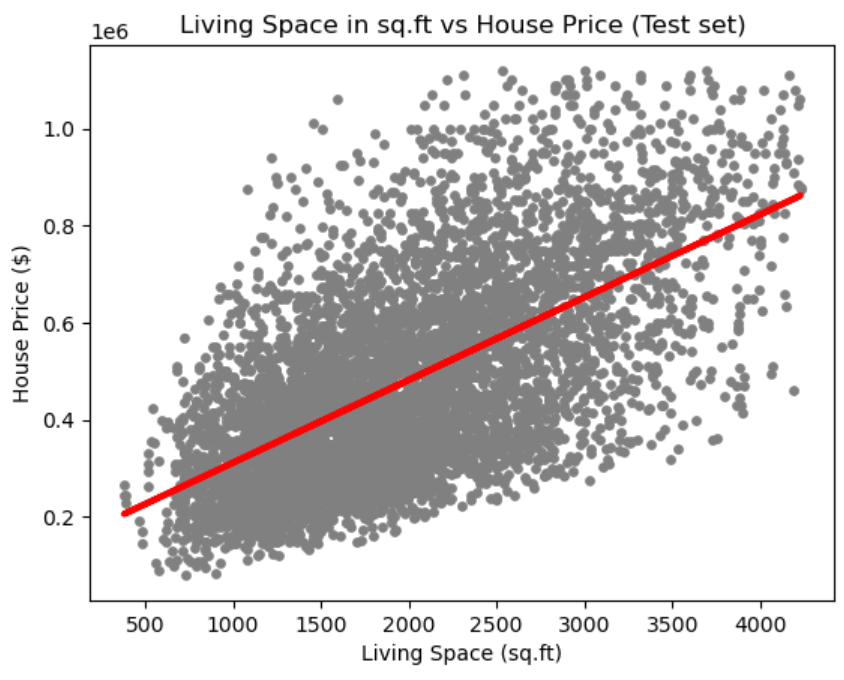 Living Space in sq.ft vs House Price (Test set)
1e6
1.0
0.8
0.6
0.4
0.2
House Price ($)
500 1000 1500 2000 2500 3000 3500 4000
Living Space (sq.ft)